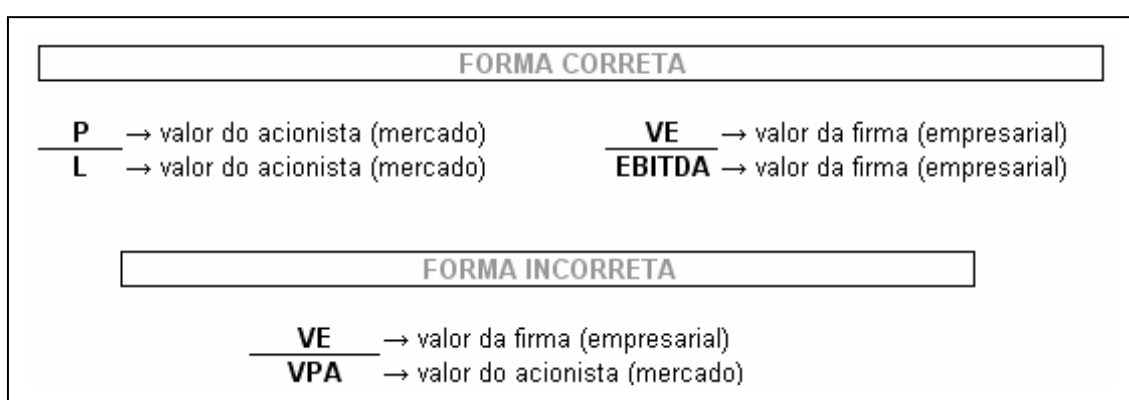 FORMA CORRETA
P → valor do acionista (mercado) VE → valor da firma (empresarial)
L → valor do acionista (mercado) EBITDA → valor da firma (empresarial)
FORMA INCORRETA
VE → valor da firma (empresarial)
VPA → valor do acionista (mercado)